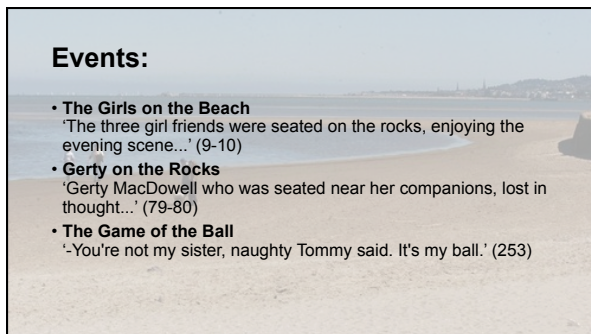 Events:
• The Girls on the Beach
‘The three girl friends were seated on the rocks, enjoying the
evening scene...’ (9-10)
• Gerty on the Rocks
‘Gerty MacDowell who was seated near her companions, lost in
thought...’ (79-80)
• The Game of the Ball
‘-You're not my sister, naughty Tommy said. It's my ball.’ (253)